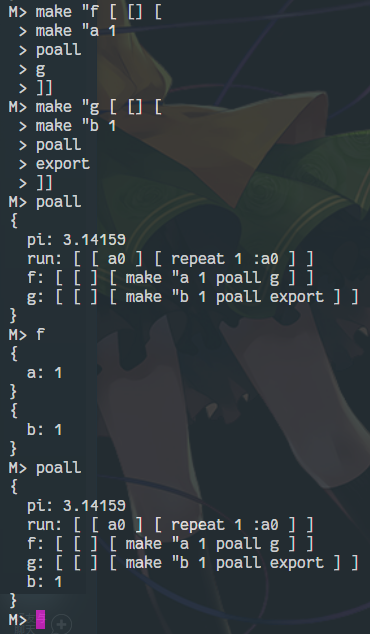 M> make "f [ [] [
 > make "a 1
 > poall
 > g
 > ]]
M> make "g [ [] [
 > make "b 1
 > poall
 > export
 > ]]
M> poall
{
  pi: 3.14159
  run: [ [ a0 ] [ repeat 1 :a0 ] ]
  f: [ [ ] [ make "a 1 poall g ] ]
  g: [ [ ] [ make "b 1 poall export ] ]
}
M> f
{
  a: 1
}
{
  b: 1
}
M> poall
{
  pi: 3.14159
  run: [ [ a0 ] [ repeat 1 :a0 ] ]
  f: [ [ ] [ make "a 1 poall g ] ]
  g: [ [ ] [ make "b 1 poall export ] ]
  b: 1
}
M>